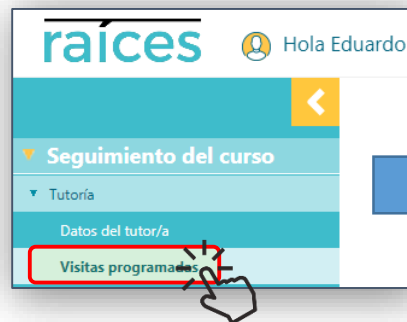 raíces
Hola Eduardo
Seguimiento del curso
Tutoría
Datos del tutor/a
Visitas programadas